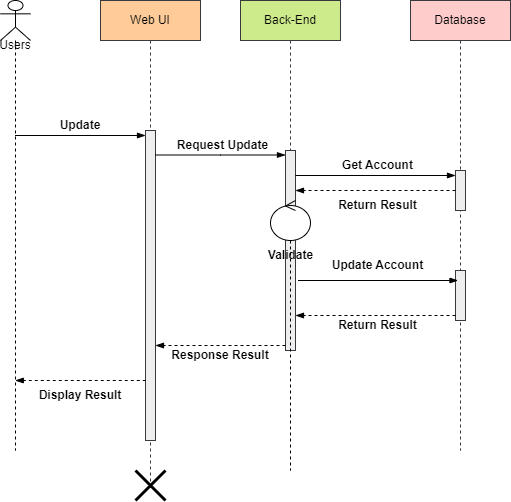 Web UI
Back-End
Database
Users
Update
Request Update
Get Account
Return Result
Validate
Update Account
Return Result
Response Result
Display Result